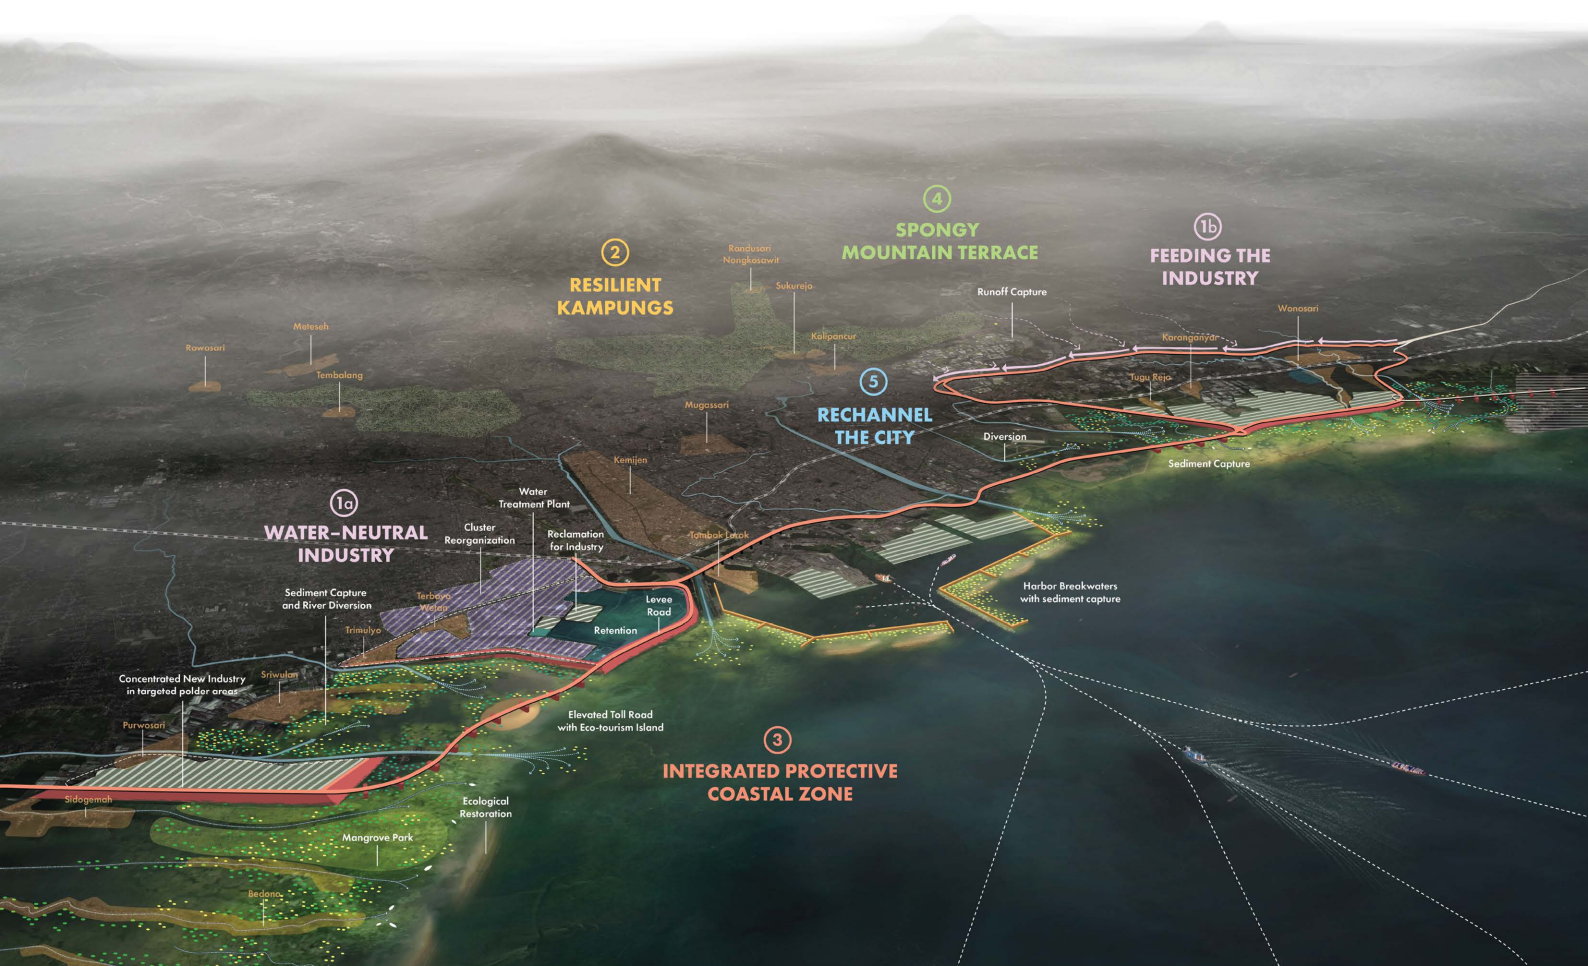 4
SPONGY
MOUNTAIN TERRACE
1b
FEEDING THE
INDUSTRY
2
RESILIENT
KAMPUNGS
Randusari
Nongkosawit
Sukurejo
Kalipancur
Runoff Capture
Wonosari
Karanganyar
Tugu Rejo
Meteseh
Rowosari
Tembalang
5
RECHANNEL
THE CITY
Mugassari
Diversion
Sediment Capture
Kemijen
1a
WATER-NEUTRAL
INDUSTRY
Water
Treatment Plant
Cluster
Reorganization
Reclamation
for Industry
Tambak Lorok
Sediment Capture
and River Diversion
Terboyo
Wetan
Trimulyo
Levee
Road
Retention
Harbor Breakwaters
with sediment capture
Concentrated New Industry
in targeted polder areas
Sriwulan
Purwosari
Elevated Toll Road
with Eco-tourism Island
3
INTEGRATED PROTECTIVE
COASTAL ZONE
Sidogemah
Ecological
Restoration
Mangrove Park
Bedono